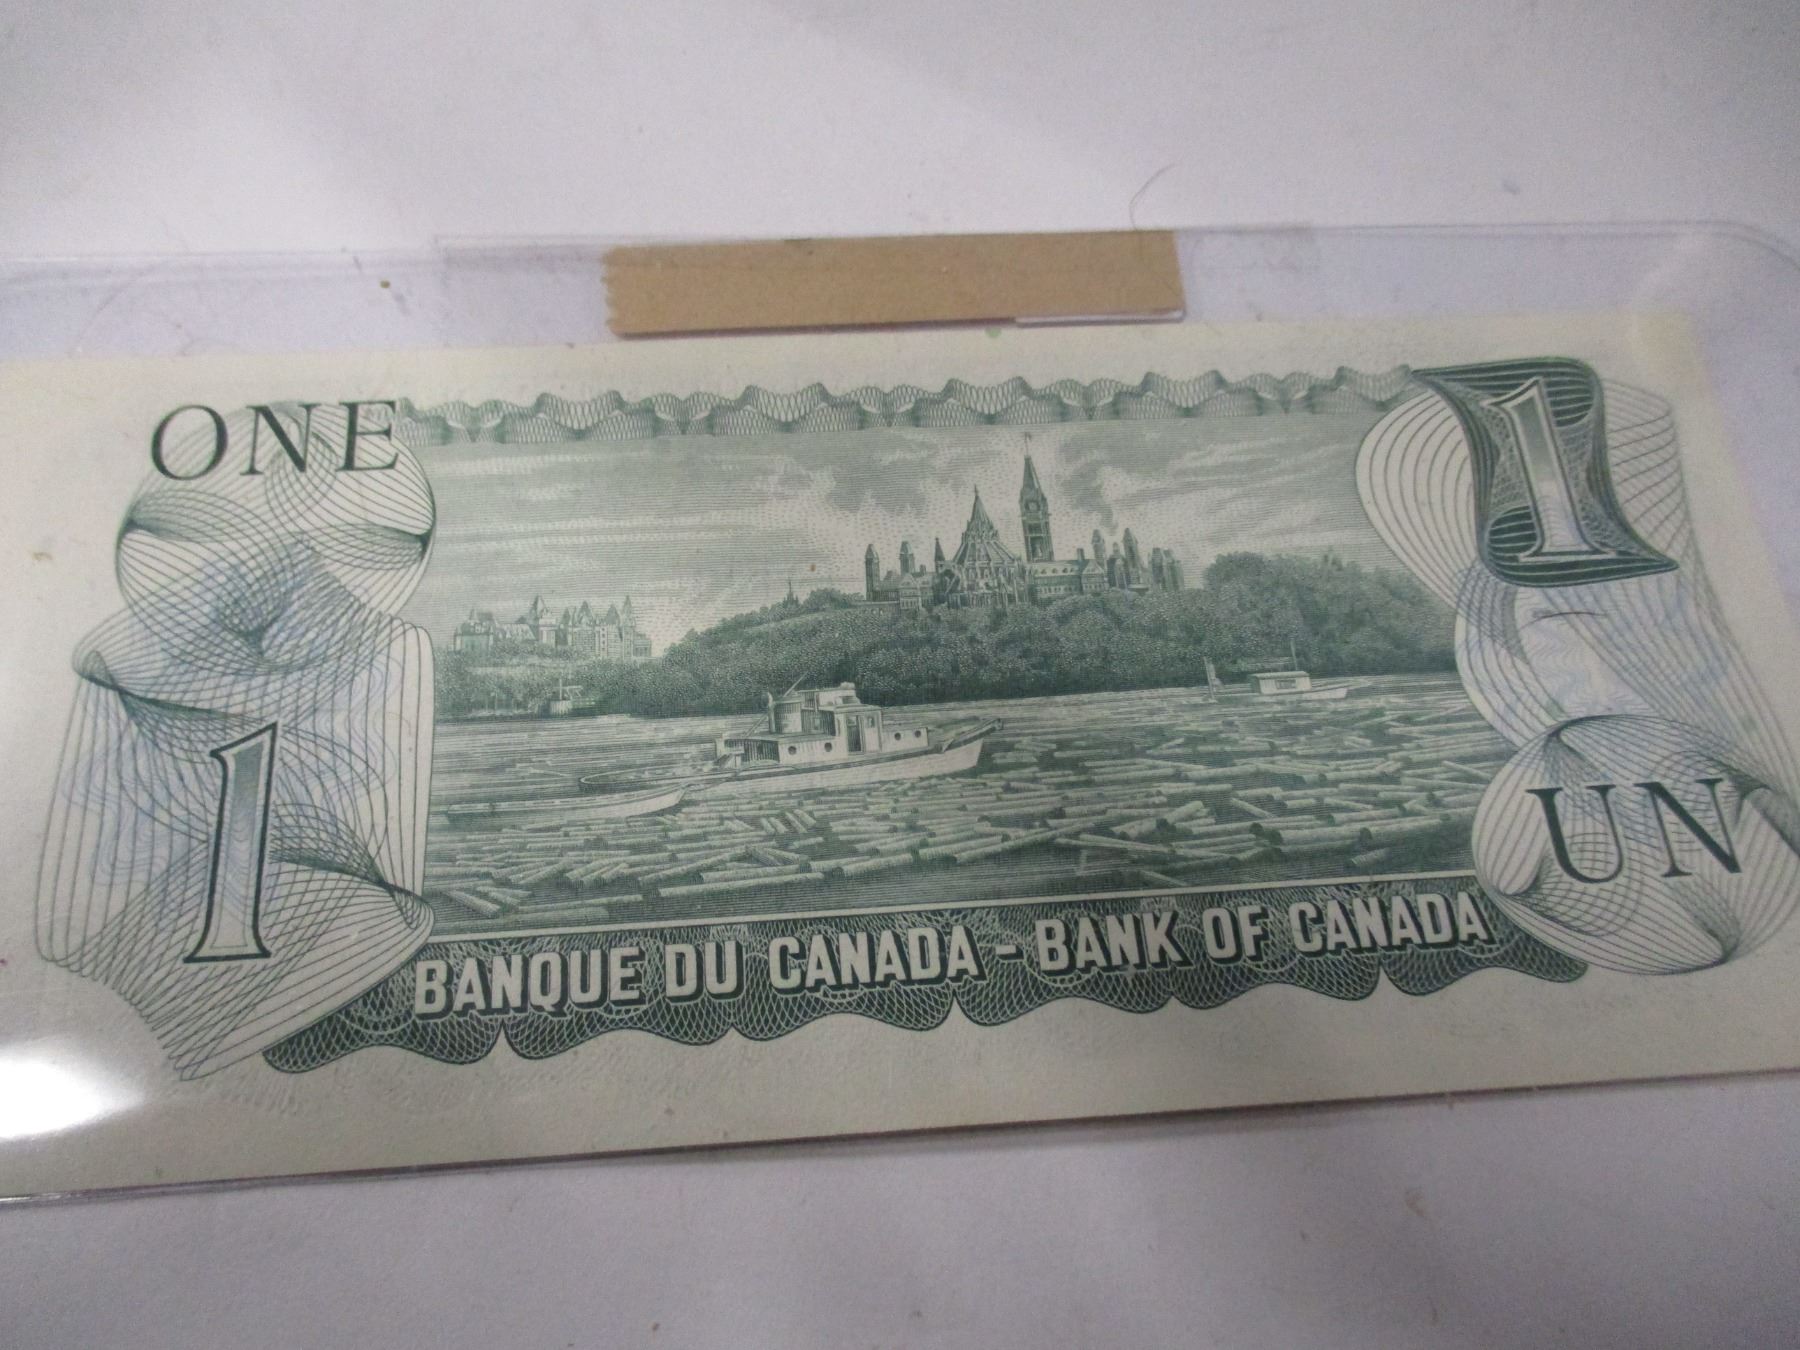 ONE
1
1
UN
BANQUE DU CANADA - BANK OF CANADA